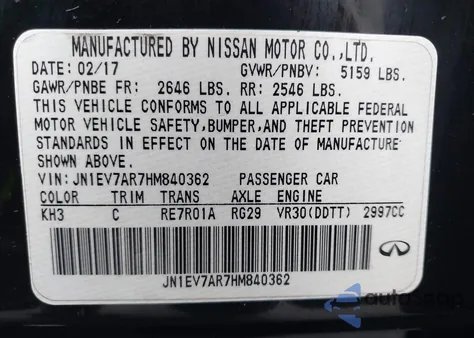 MANUFACTURED BY NISSAN MOTOR CO.,LTD.
DATE: 02/17 GVWR/PNBV: 5159 LBS.
GAWR/PNBE FR: 2646 LBS. RR: 2546 LBS.
THIS VEHICLE CONFORMS TO ALL APPLICABLE FEDERAL
MOTOR VEHICLE SAFETY,BUMPER,AND THEFT PREVENTION
STANDARDS IN EFFECT ON THE DATE OF MANUFACTURE
SHOWN ABOVE.
VIN: JN1EV7AR7HM840362 PASSENGER CAR
COLOR TRIM TRANS AXLE ENGINE
KH3 C RE7R01A RG29 VR30(DDTT) 2997CC
JN1EV7AR7HM840362